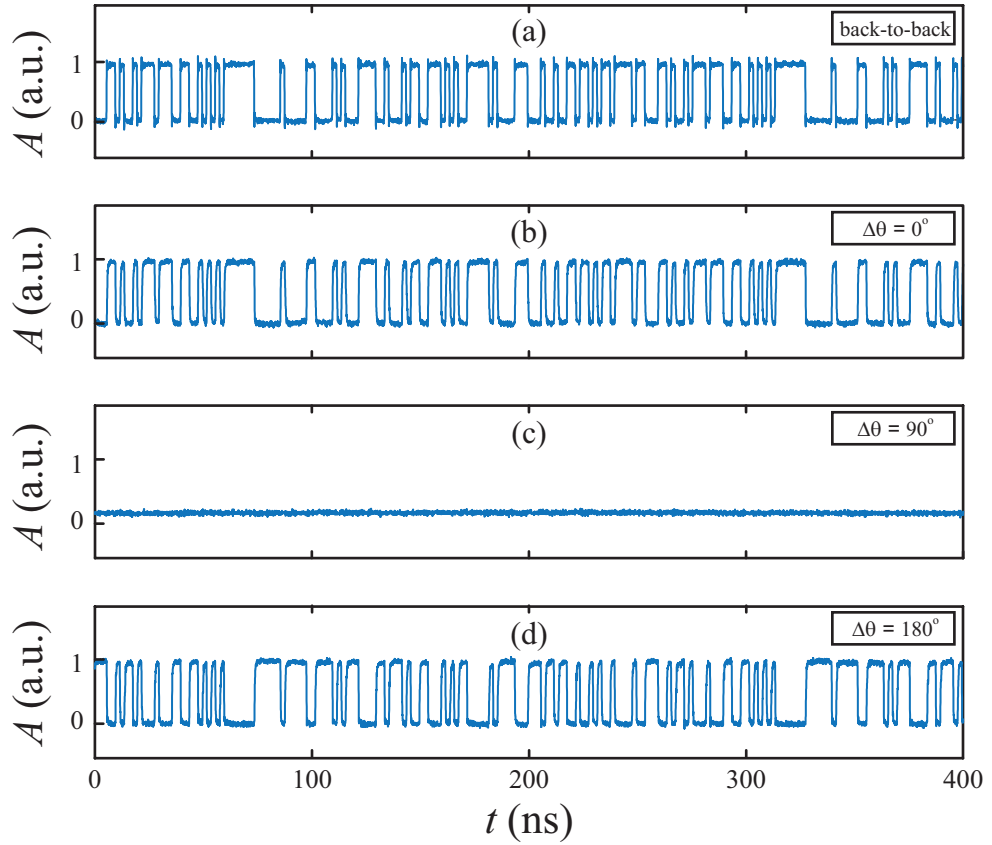 (a)
back-to-back
A (a.u.)
1
0
(b)
Δθ = 0°
A (a.u.)
1
0
(c)
Δθ = 90°
A (a.u.)
1
0
(d)
Δθ = 180°
A (a.u.)
1
0
0 100 200 300 400
t (ns)